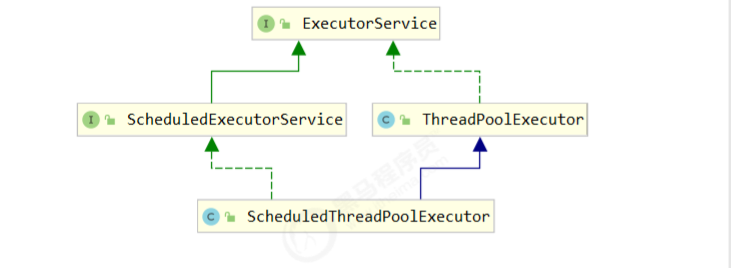 I ExecutorService
I ScheduledExecutorService
C ThreadPoolExecutor
C ScheduledThreadPoolExecutor